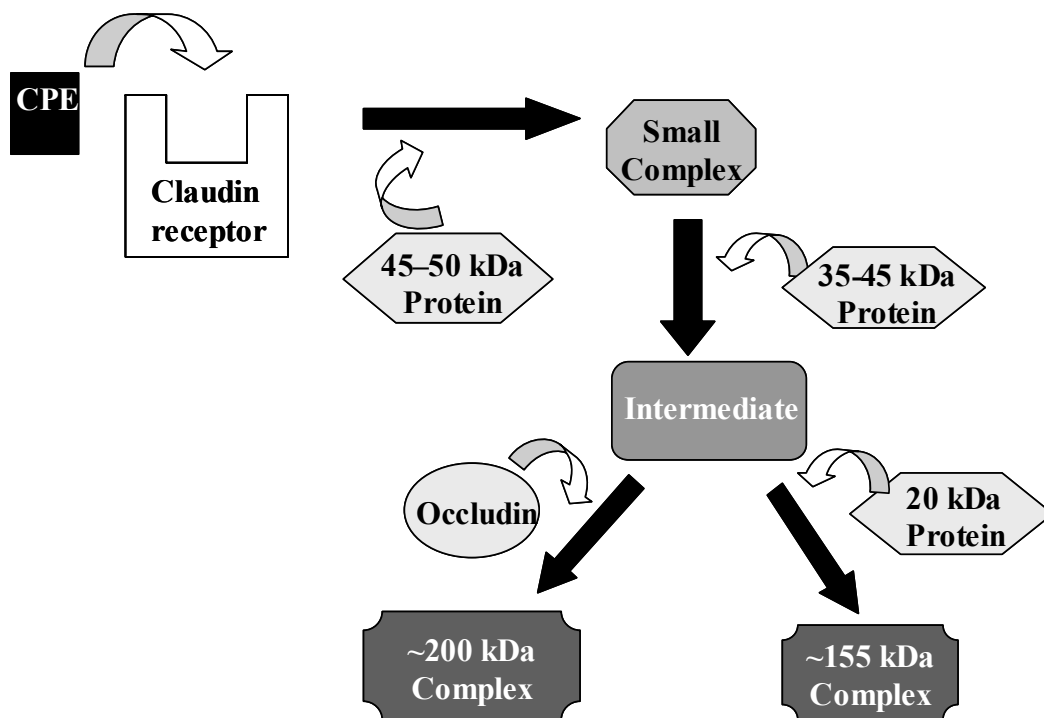 CPE
Claudin
receptor
45–50 kDa
Protein
Small
Complex
35-45 kDa
Protein
Intermediate
Occludin
20 kDa
Protein
~200 kDa
Complex
~155 kDa
Complex